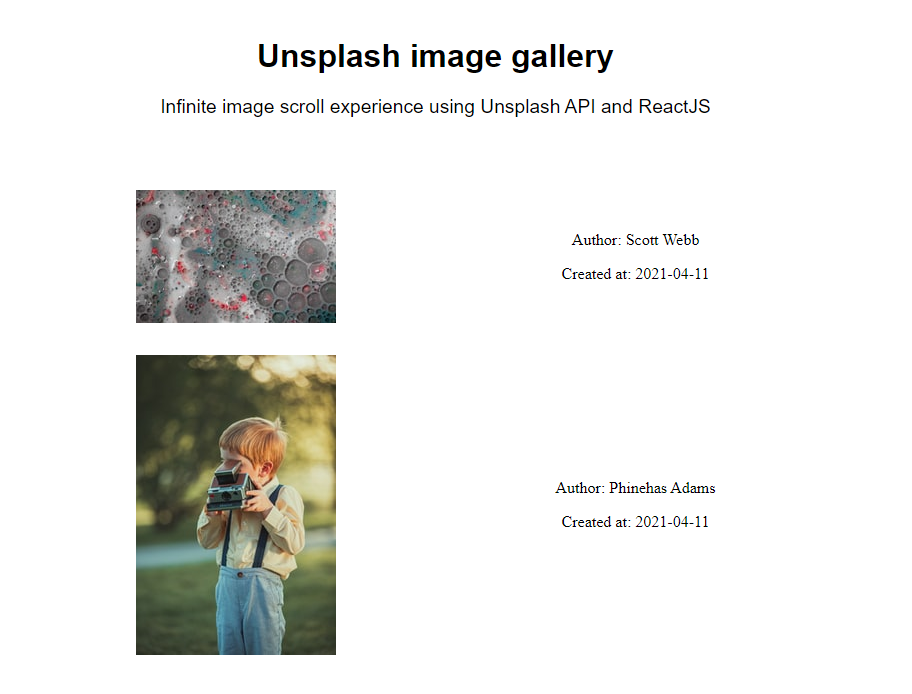 Unsplash image gallery
Infinite image scroll experience using Unsplash API and ReactJS
Author: Scott Webb
Created at: 2021-04-11
Author: Phinehas Adams
Created at: 2021-04-11